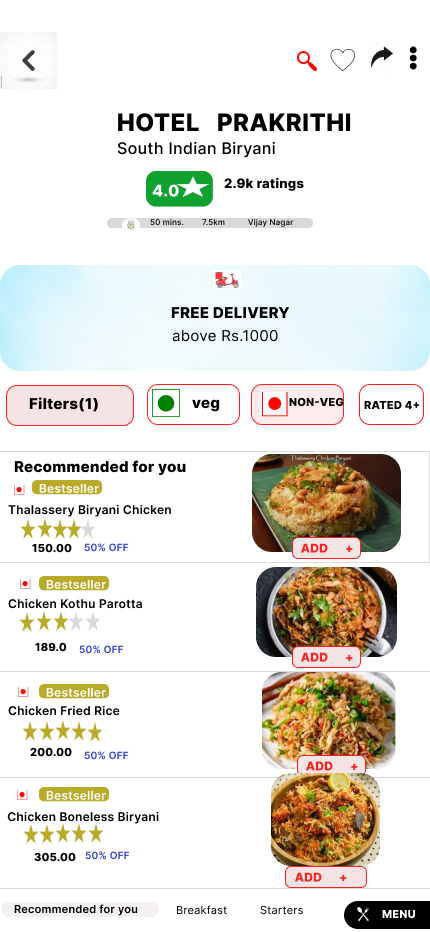 HOTEL PRAKRITHI
South Indian Biryani
4.0 2.9k ratings
50 mins. 7.5km Vijay Nagar
FREE DELIVERY
above Rs.1000
Filters(1) veg NON-VEG RATED 4+
Recommended for you
Thalassery Chicken Biryani
Bestseller
Thalassery Biryani Chicken
150.00 50% OFF
ADD +
Bestseller
Chicken Kothu Parotta
189.0 50% OFF
ADD +
Bestseller
Chicken Fried Rice
200.00 50% OFF
ADD +
Bestseller
Chicken Boneless Biryani
305.00 50% OFF
ADD +
Recommended for you Breakfast Starters MENU